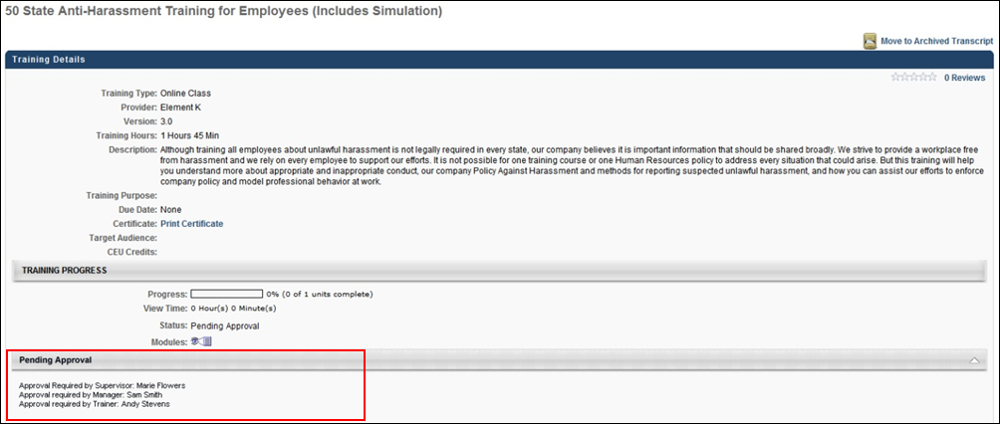 50 State Anti-Harassment Training for Employees (Includes Simulation)
Move to Archived Transcript
Training Details
0 Reviews
Training Type: Online Class
Provider: Element K
Version: 3.0
Training Hours: 1 Hours 45 Min
Description: Although training all employees about unlawful harassment is not legally required in every state, our company believes it is important information that should be shared broadly. We strive to provide a workplace free
from harassment and we rely on every employee to support our efforts. It is not possible for one training course or one Human Resources policy to address every situation that could arise. But this training will help
you understand more about appropriate and inappropriate conduct, our company Policy Against Harassment and methods for reporting suspected unlawful harassment, and how you can assist our efforts to enforce
company policy and model professional behavior at work.
Training Purpose:
Due Date: None
Certificate: Print Certificate
Target Audience:
CEU Credits:
TRAINING PROGRESS
Progress: 0% (0 of 1 units complete)
View Time: 0 Hour(s) 0 Minute(s)
Status: Pending Approval
Modules:
Pending Approval
Approval Required by Supervisor: Marie Flowers
Approval required by Manager: Sam Smith
Approval required by Trainer: Andy Stevens